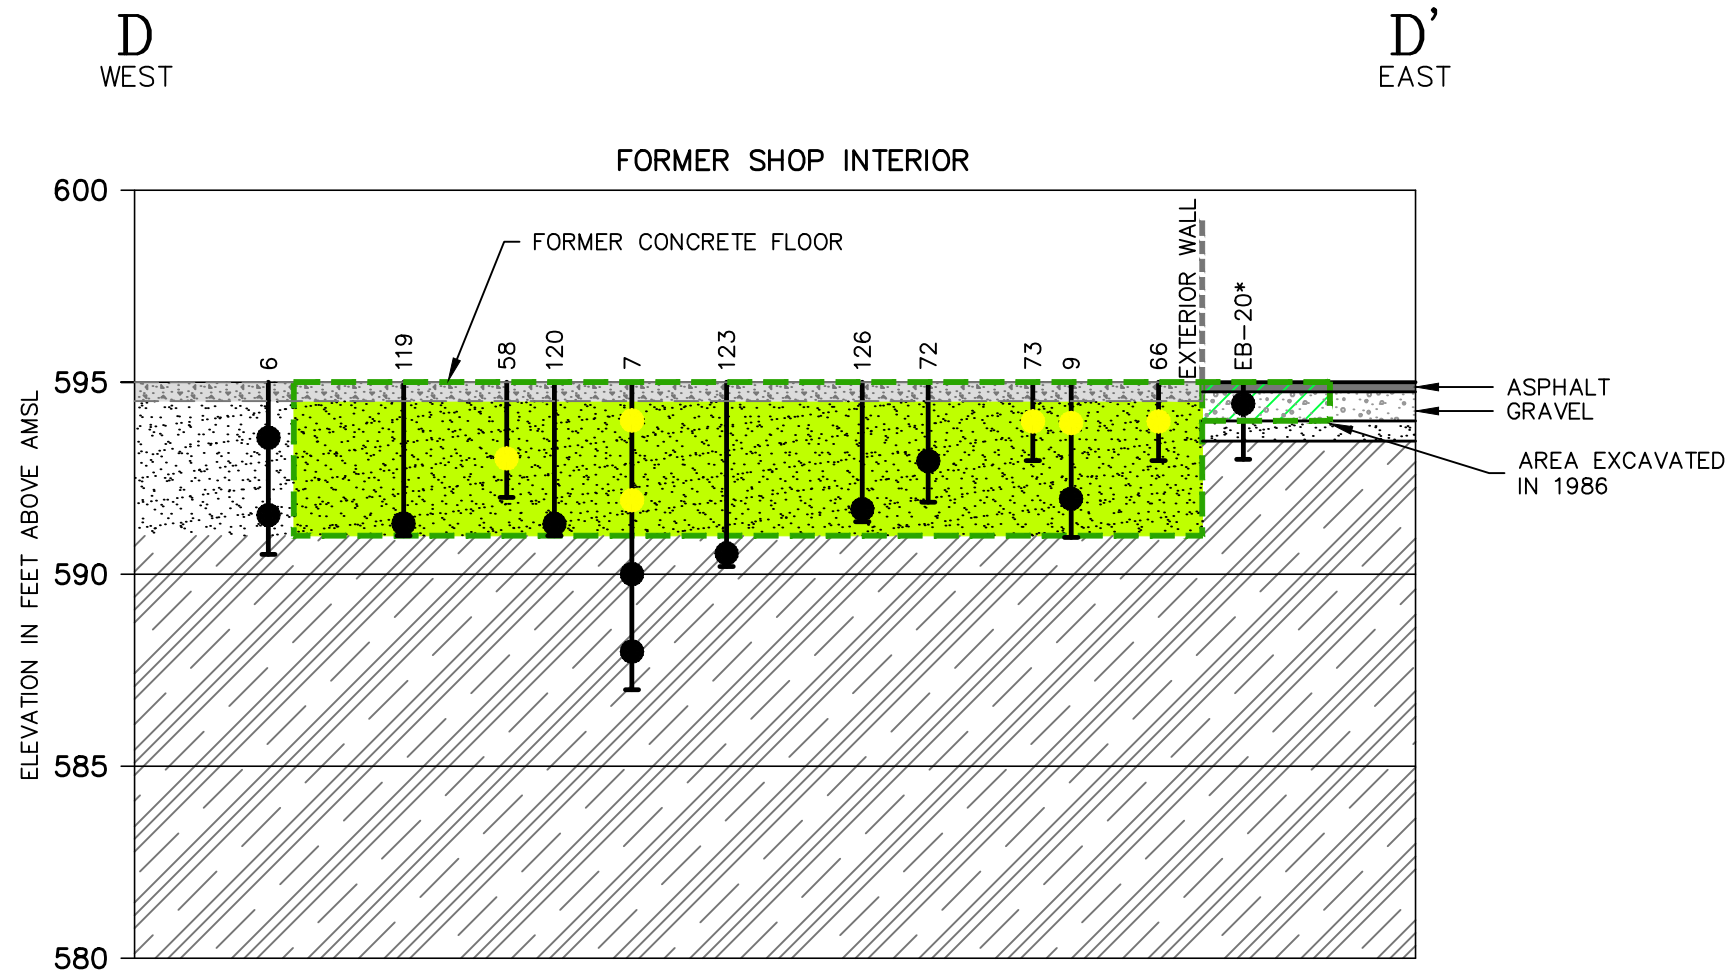 D
WEST
D'
EAST
FORMER SHOP INTERIOR
600
595
590
585
580
ELEVATION IN FEET ABOVE AMSL
FORMER CONCRETE FLOOR
6
119
58
120
7
123
126
72
73
9
66
EXTERIOR WALL
EB-20*
ASPHALT
GRAVEL
AREA EXCAVATED
IN 1986